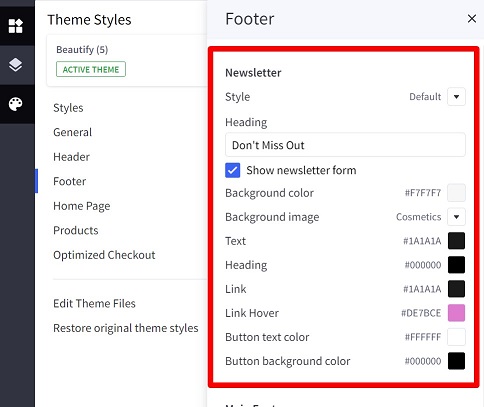 Theme Styles
Beautify (5)
ACTIVE THEME
Styles
General
Header
Footer
Home Page
Products
Optimized Checkout
Edit Theme Files
Restore original theme styles
Footer
Newsletter
Style Default
Heading
Don't Miss Out
Show newsletter form
Background color #F7F7F7
Background image Cosmetics
Text #1A1A1A
Heading #000000
Link #1A1A1A
Link Hover #DE7BCE
Button text color #FFFFFF
Button background color #000000